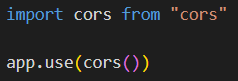 import cors from "cors"
app.use(cors())